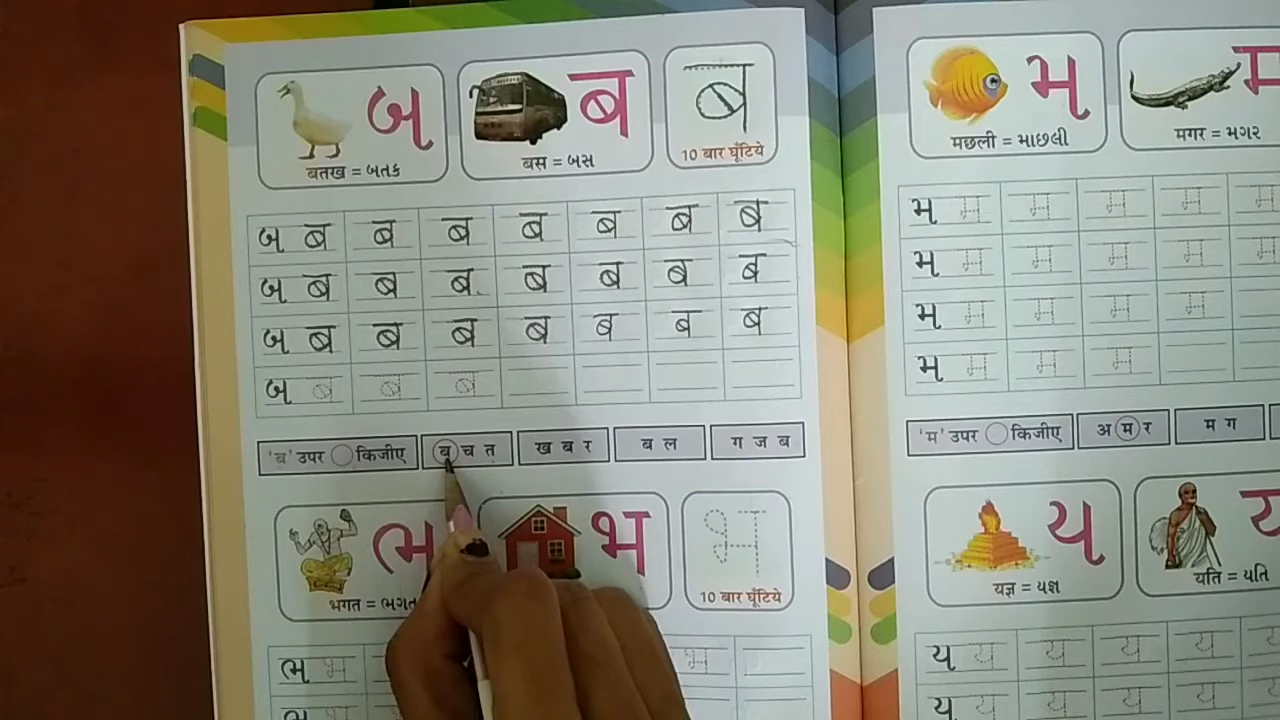 બ
ब
ब
बतख = બતક
बस = બસ
10 बार घूँटिये
બ ब ब ब ब ब ब ब
બ ब ब ब ब ब ब ब
બ ब ब ब ब ब ब ब
બ ब ब ब
'ब' उपर ◯ किजीए
ब च त
ख ब र
ब ल
ग ज ब
ભ
भ
भ
भगत = ભગત
10 बार घूँटिये
ભ भ
भ
મ
म
मछली = માછલી
मगर = મગર
મ म म म म म
મ म म म म म
મ म म म म
મ म म म
'म' उपर ◯ किजीए
अ म र
म ग
ય
य
यज्ञ = યજ્ઞ
यति = યતિ
ય य य य य य
ય य य य य य